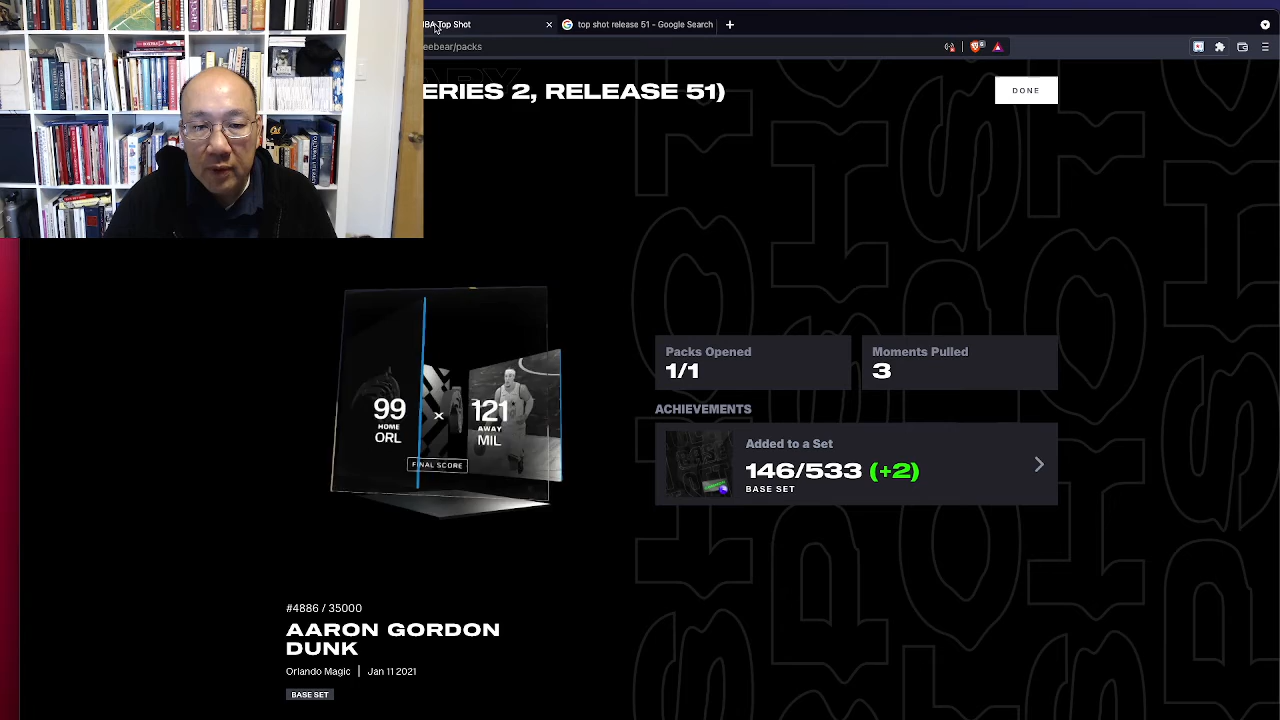 BA Top Shot
top shot release 51 - Google Search
eebear/packs
ERIES 2, RELEASE 51)
DONE
99
HOME
ORL
×
121
AWAY
MIL
FINAL SCORE
Packs Opened
1/1
Moments Pulled
3
ACHIEVEMENTS
Added to a Set
146/533 (+2)
BASE SET
#4886 / 35000
AARON GORDON
DUNK
Orlando Magic | Jan 11 2021
BASE SET
CULTURAL LITERACY